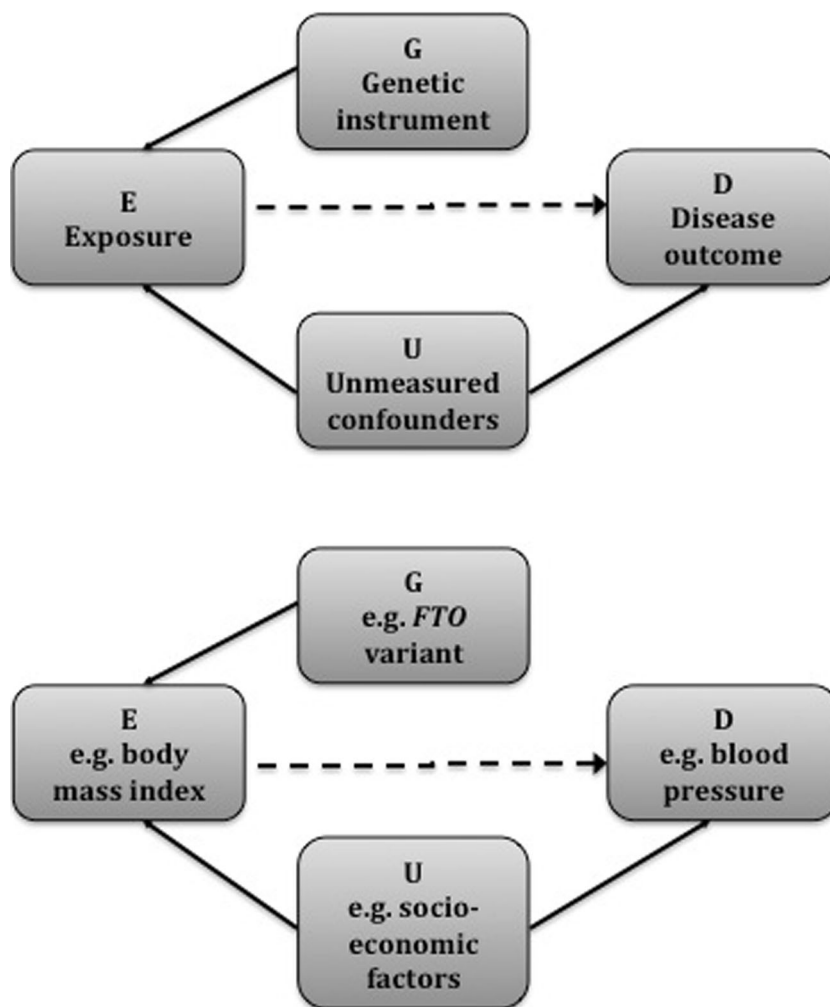 G
Genetic
instrument
E
Exposure
D
Disease
outcome
U
Unmeasured
confounders
G
e.g. FTO
variant
E
e.g. body
mass index
D
e.g. blood
pressure
U
e.g. socio-
economic
factors